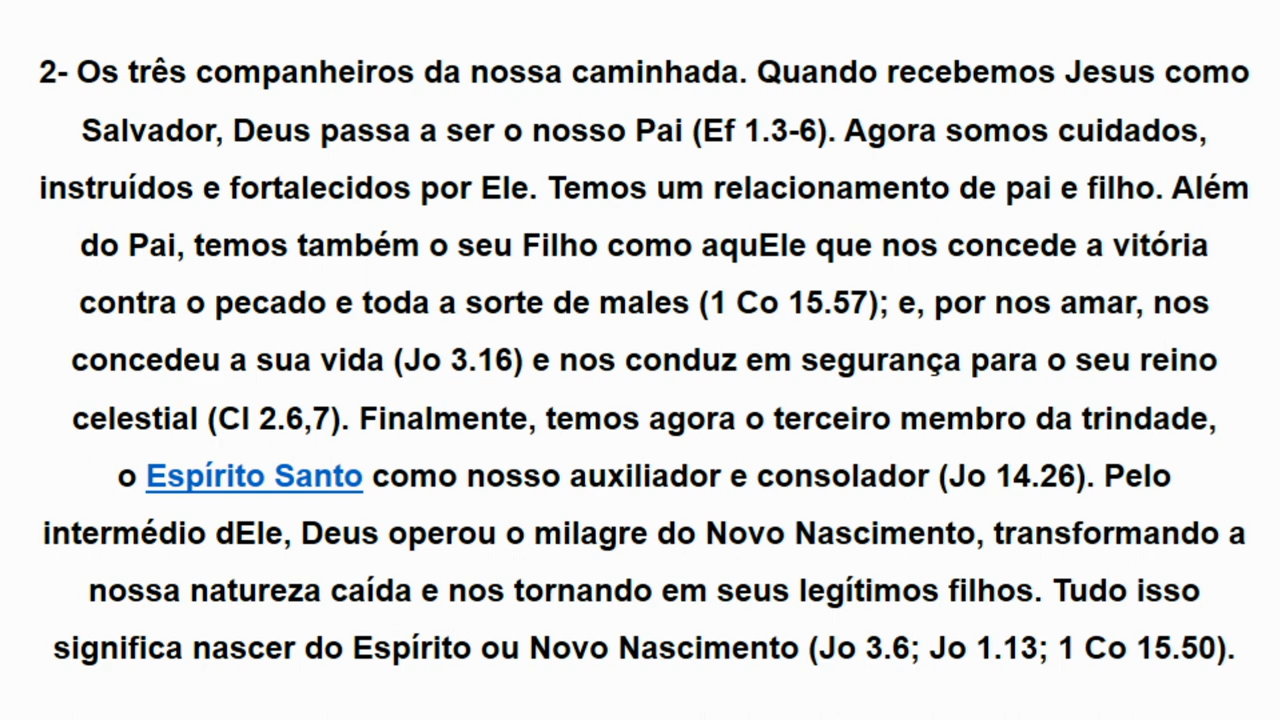 2- Os três companheiros da nossa caminhada. Quando recebemos Jesus como
Salvador, Deus passa a ser o nosso Pai (Ef 1.3-6). Agora somos cuidados,
instruídos e fortalecidos por Ele. Temos um relacionamento de pai e filho. Além
do Pai, temos também o seu Filho como aquEle que nos concede a vitória
contra o pecado e toda a sorte de males (1 Co 15.57); e, por nos amar, nos
concedeu a sua vida (Jo 3.16) e nos conduz em segurança para o seu reino
celestial (Cl 2.6,7). Finalmente, temos agora o terceiro membro da trindade,
o Espírito Santo como nosso auxiliador e consolador (Jo 14.26). Pelo
intermédio dEle, Deus operou o milagre do Novo Nascimento, transformando a
nossa natureza caída e nos tornando em seus legítimos filhos. Tudo isso
significa nascer do Espírito ou Novo Nascimento (Jo 3.6; Jo 1.13; 1 Co 15.50).